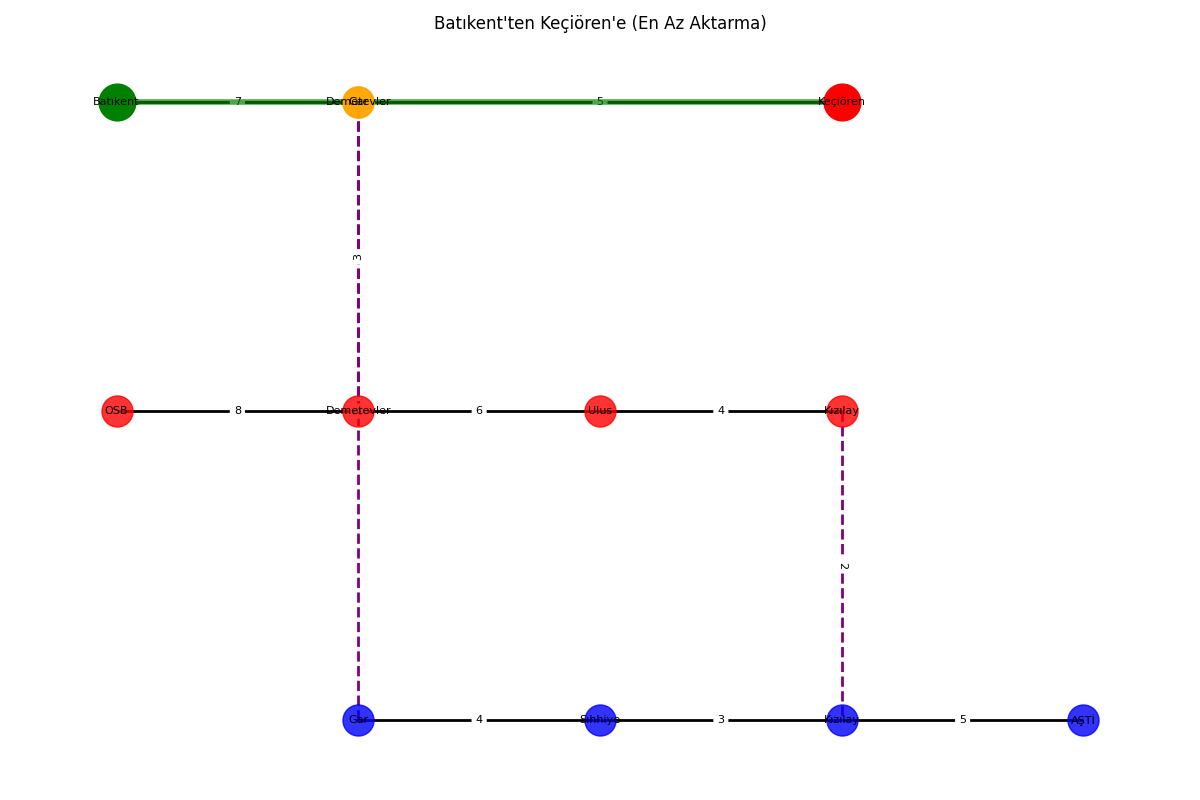 Batıkent'ten Keçiören'e (En Az Aktarma)
Batıkent 7 Demetevler Gar 5 Keçiören
3
OSB 8 Demetevler 6 Ulus 4 Kızılay
2
Gar 4 Sıhhiye 3 Kızılay 5 AŞTİ